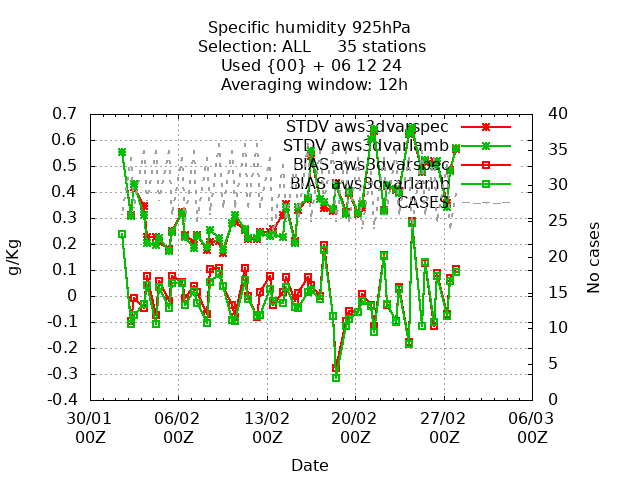 Specific humidity 925hPa
Selection: ALL 35 stations
Used {00} + 06 12 24
Averaging window: 12h
0.7
0.6
0.5
0.4
0.3
0.2
0.1
0
-0.1
-0.2
-0.3
-0.4
g/Kg
STDV aws3dvarspec
STDV aws3dvarlamb
BIAS aws3dvarspec
BIAS aws3dvarlamb
CASES
40
35
30
25
20
15
10
5
0
No cases
30/01 06/02 13/02 20/02 27/02 06/03
00Z 00Z 00Z 00Z 00Z 00Z
Date